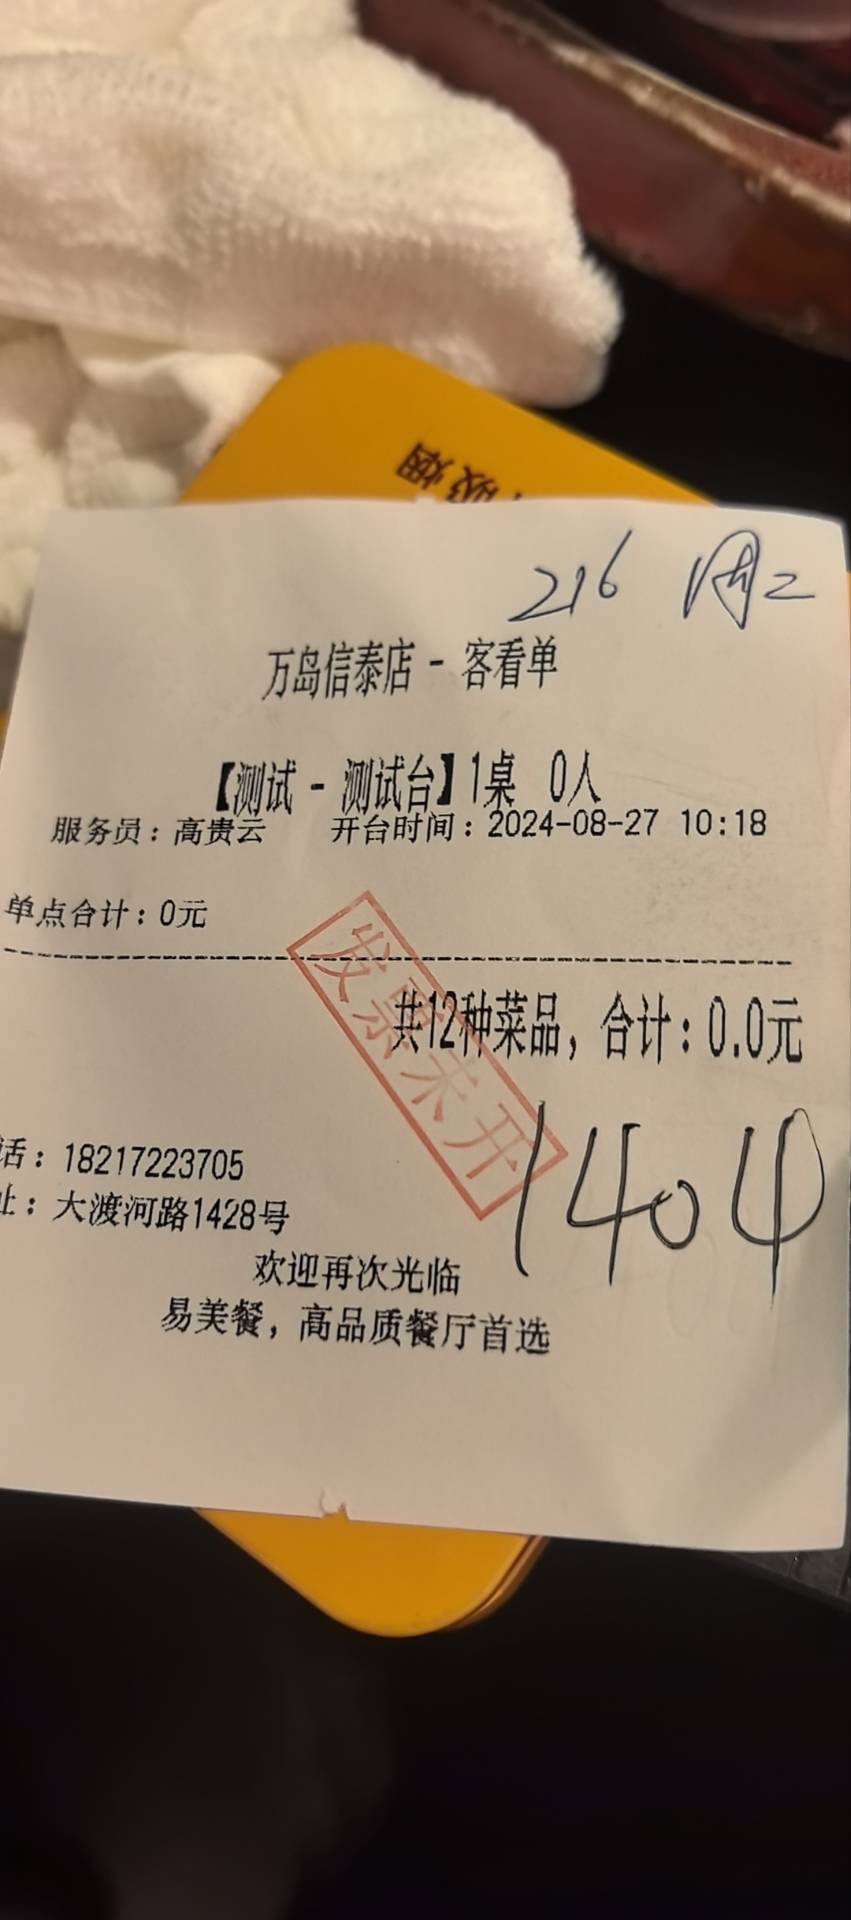 吸烟
216 周二
万岛信泰店 - 客看单
【测试 - 测试台】1桌 0人
服务员：高贵云 开台时间：2024-08-27 10:18
单点合计：0元
发票未开
共12种菜品，合计：0.0元
1404
话：18217223705
址：大渡河路1428号
欢迎再次光临
易美餐，高品质餐厅首选